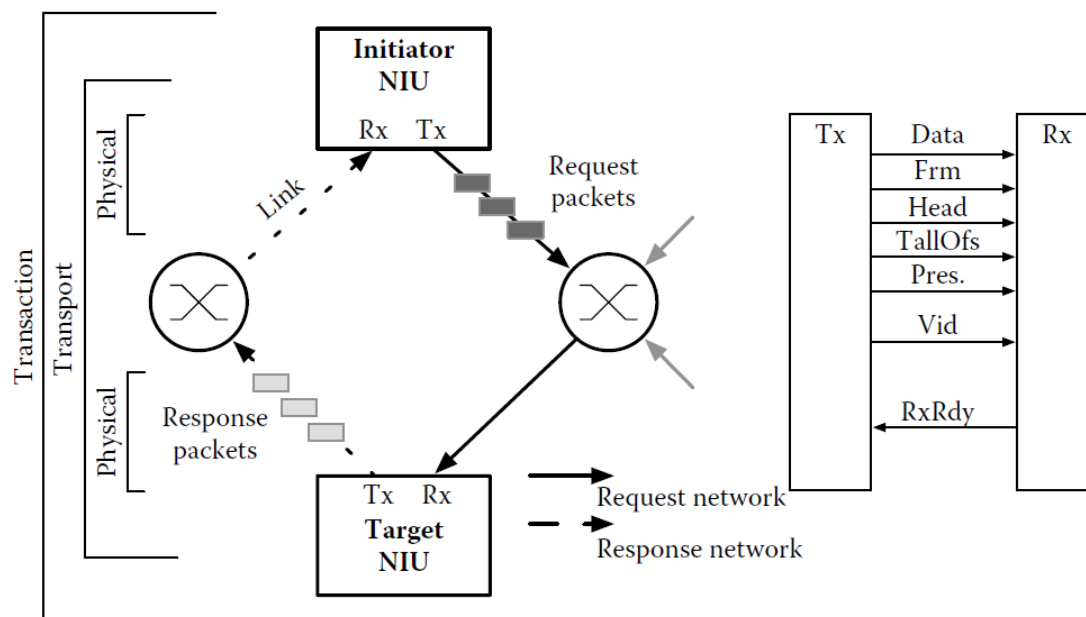 Transaction
Transport
Physical
Physical
Initiator
NIU
Rx Tx
Link
Request
packets
Response
packets
Tx Rx
Target
NIU
Request network
Response network
Tx
Rx
Data
Frm
Head
TallOfs
Pres.
Vid
RxRdy